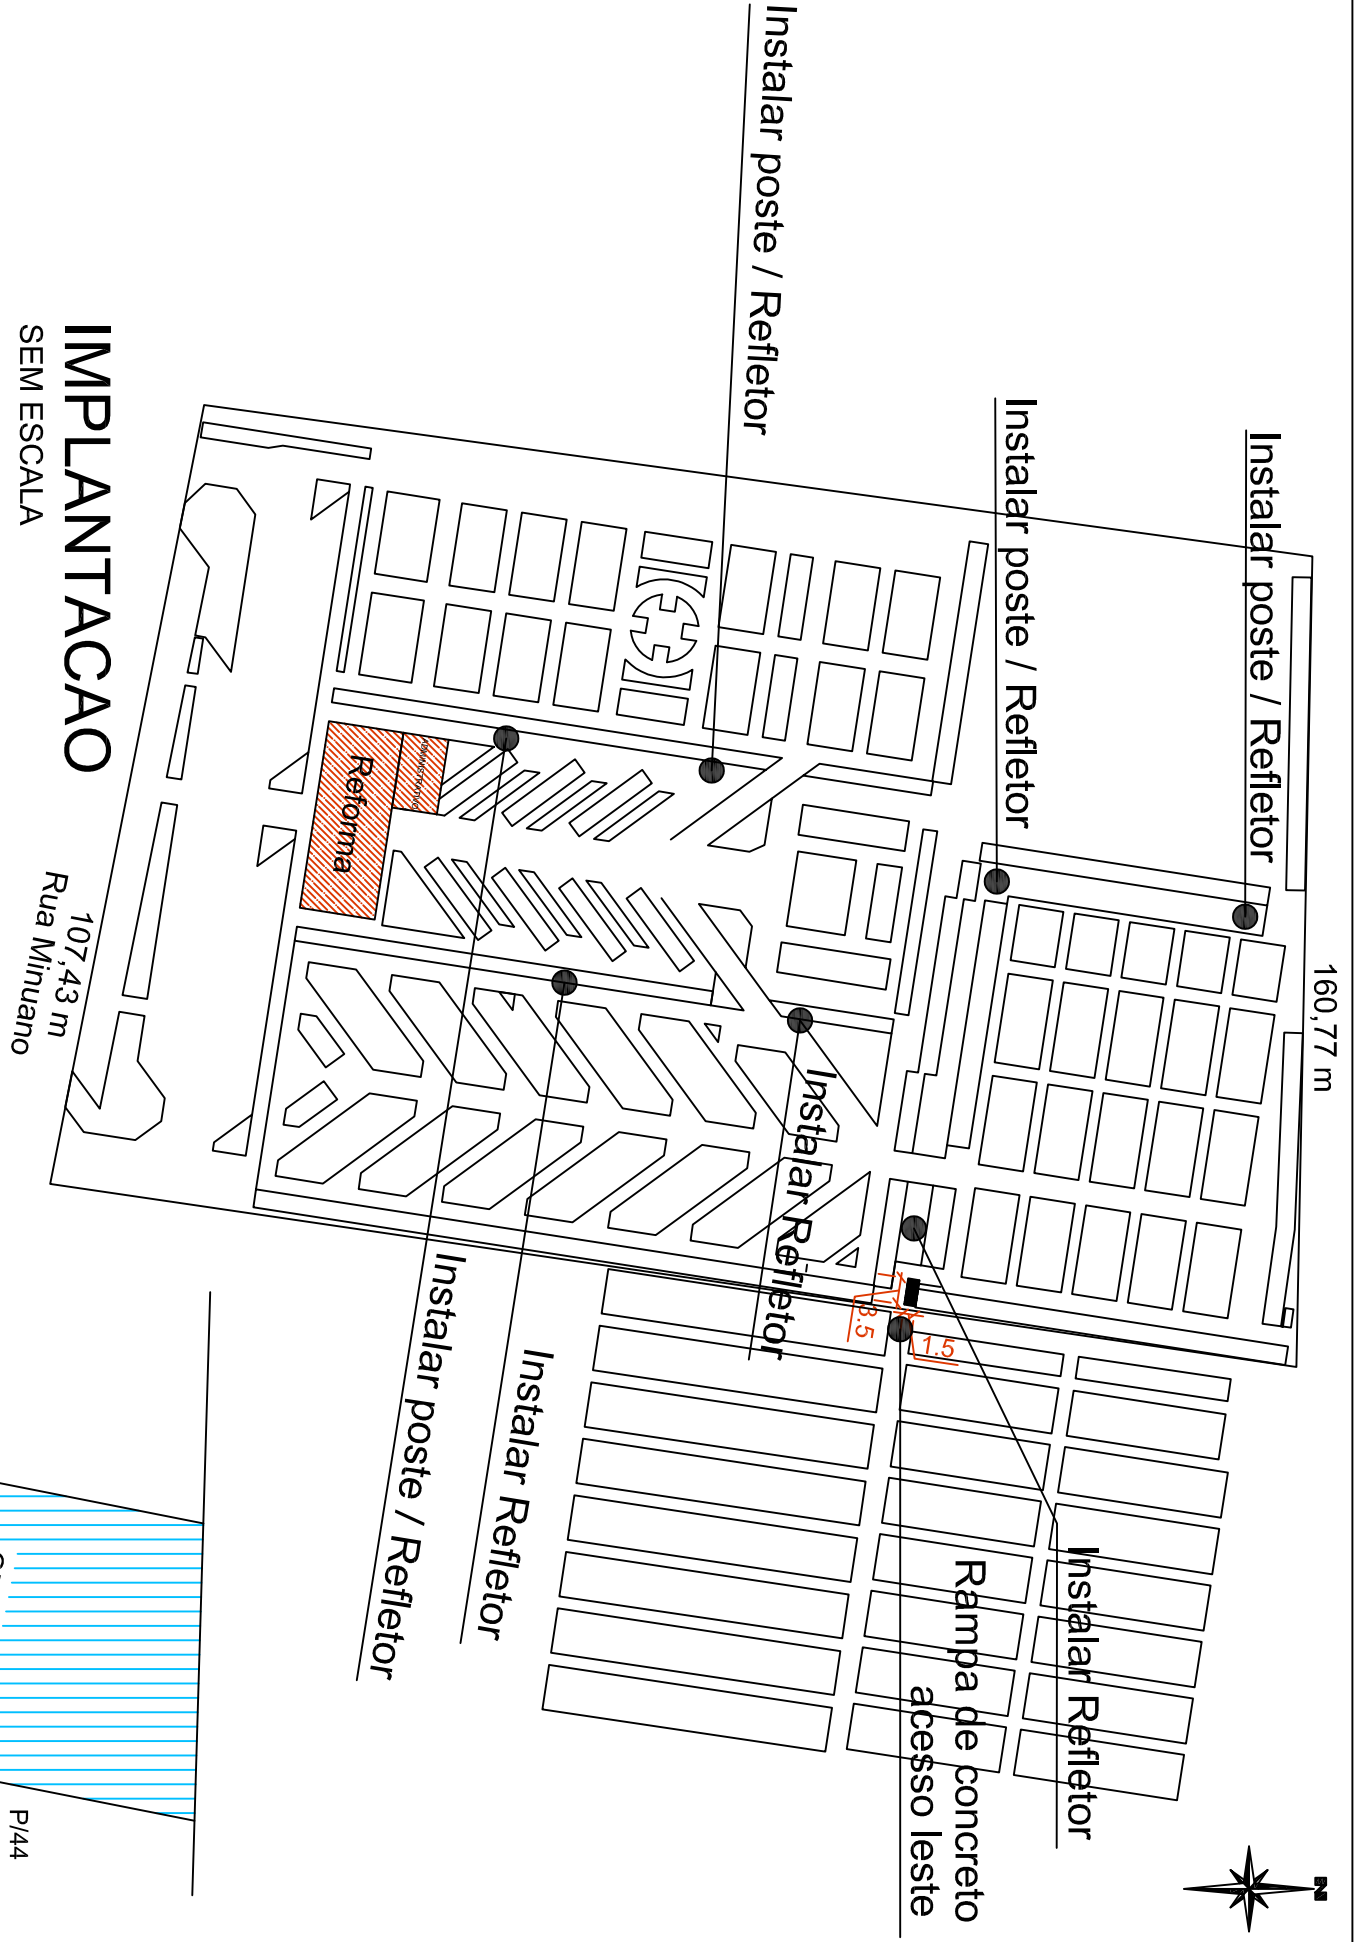 N
160,77 m
Instalar poste / Refletor
Instalar poste / Refletor
Instalar poste / Refletor
Instalar Refletor
Rampa de concreto
acesso leste
1.5
3.5
Instalar Refletor
Instalar Refletor
Instalar poste / Refletor
ADMINISTRATIVO
Reforma
107,43 m
Rua Minuano
IMPLANTACAO
SEM ESCALA
P/44